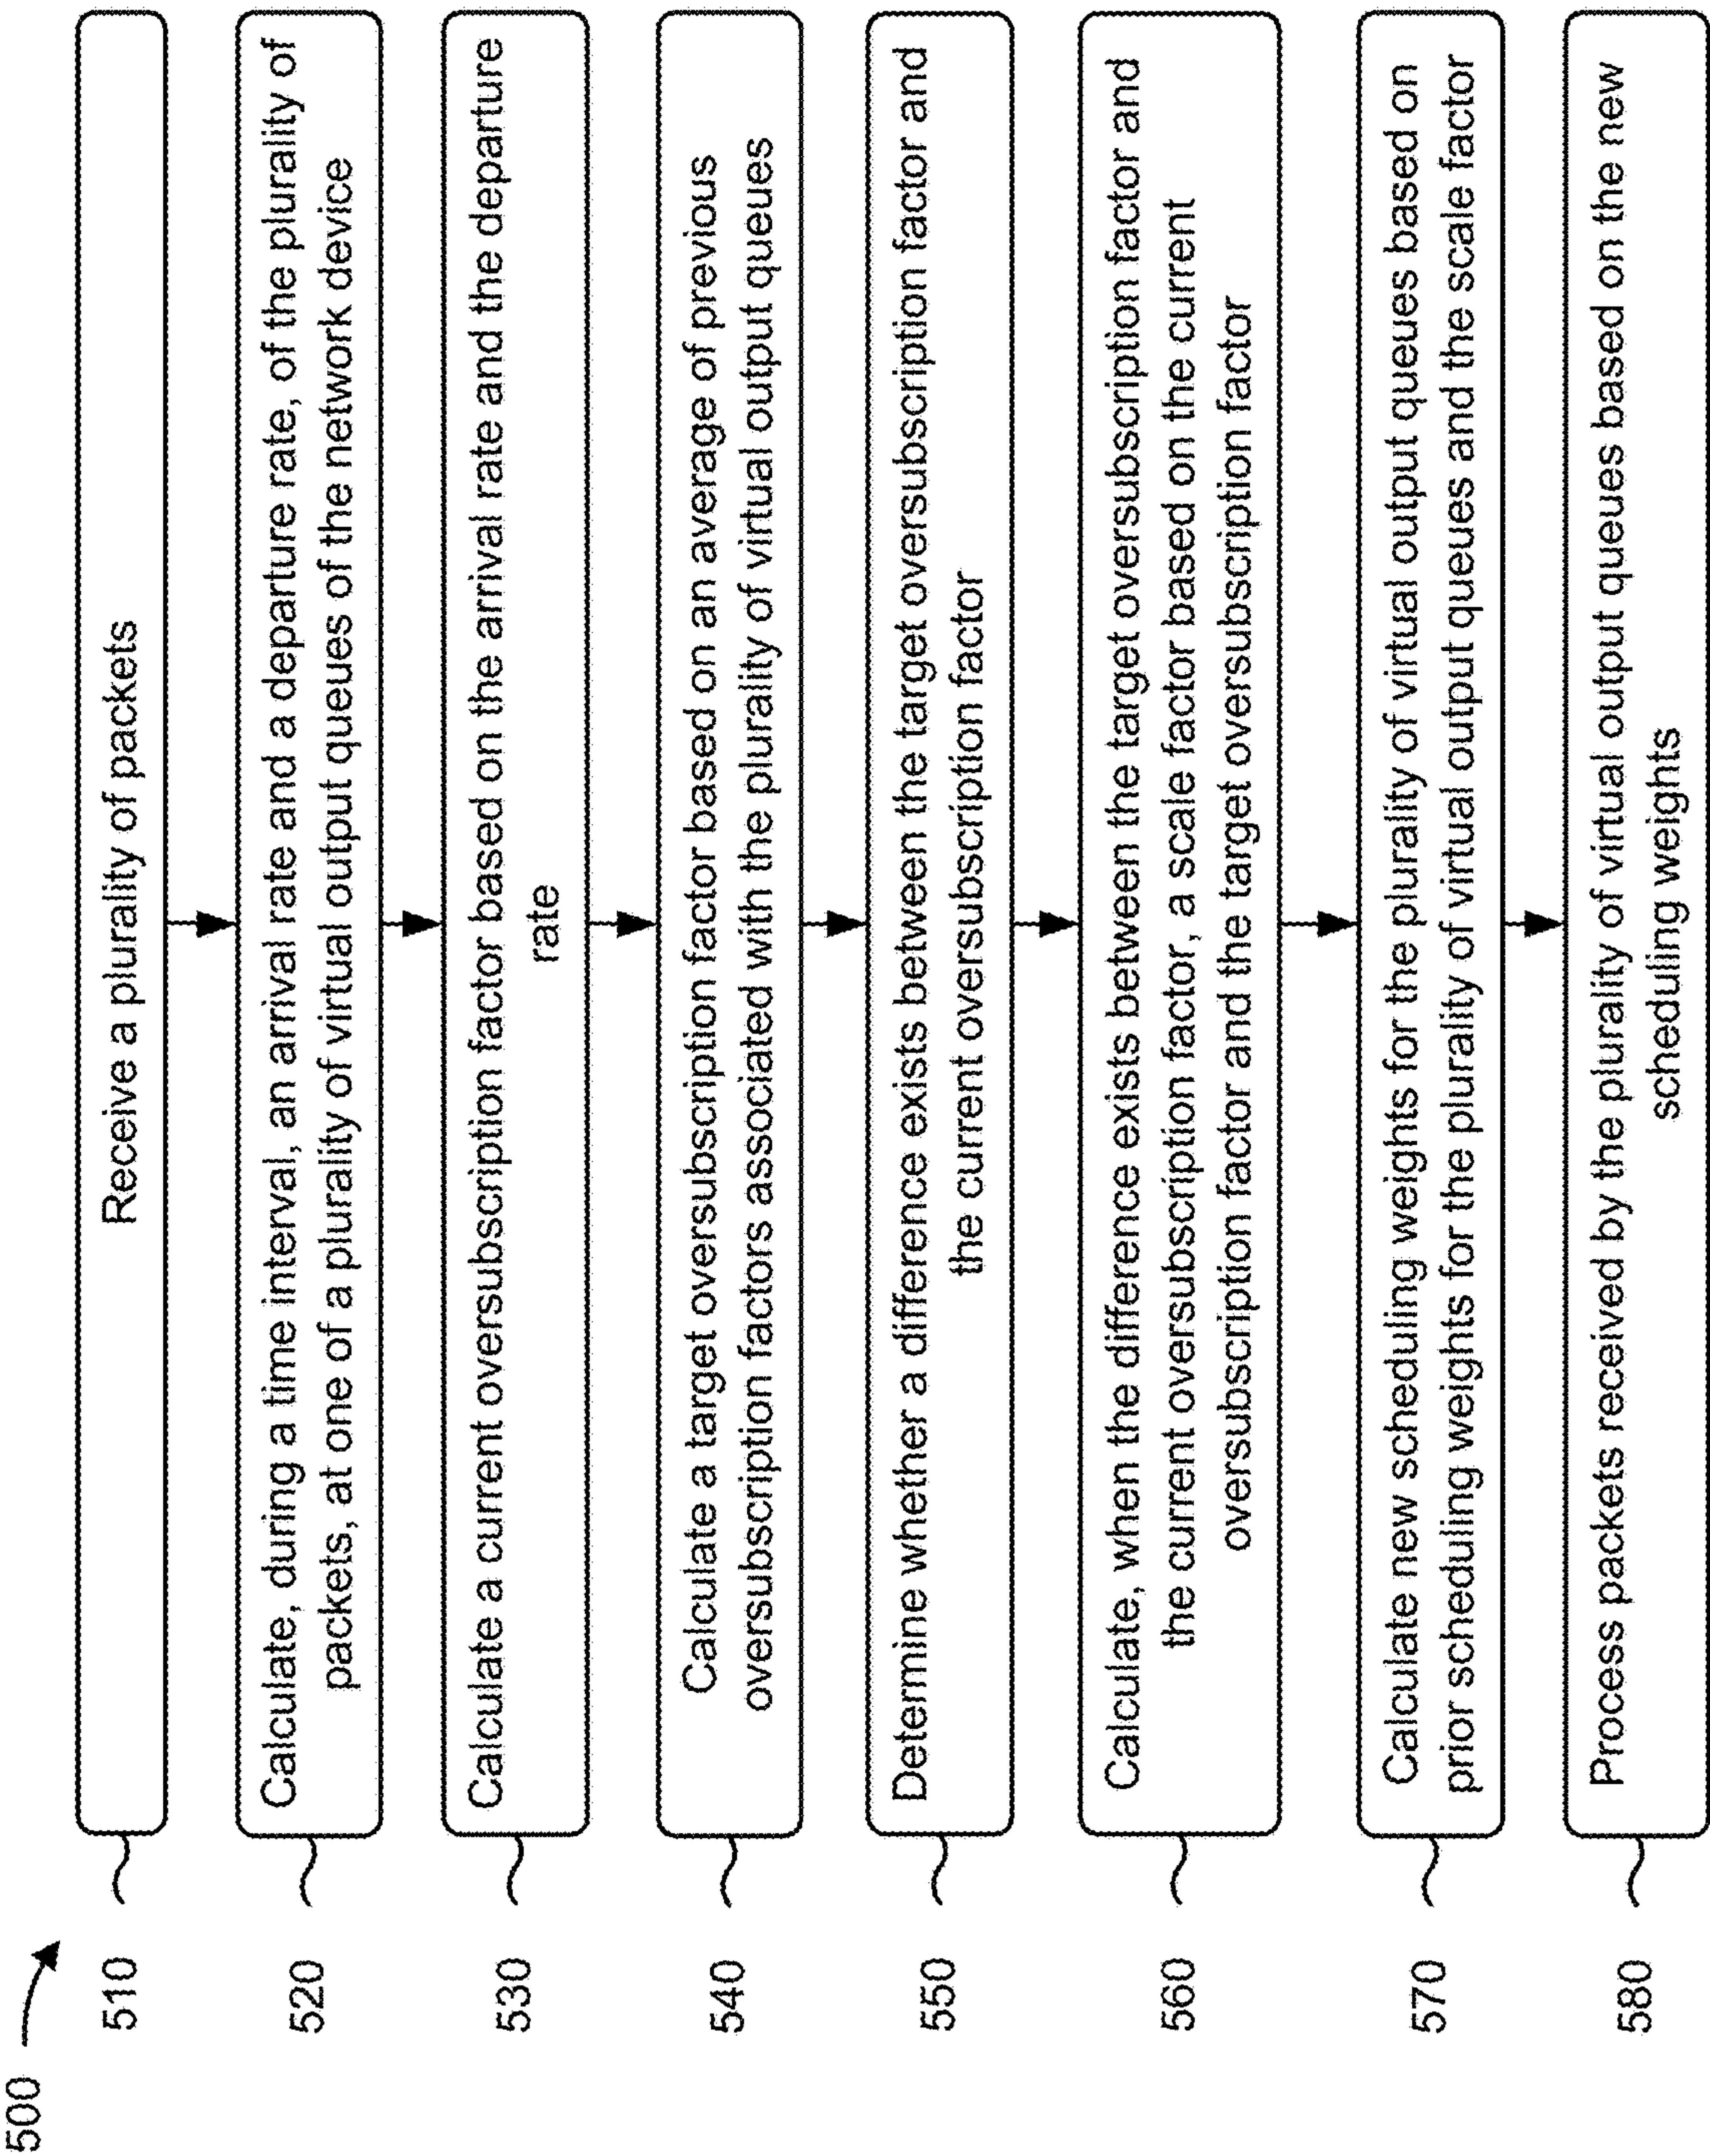 500
510
Receive a plurality of packets
520
Calculate, during a time interval, an arrival rate and a departure rate, of the plurality of
packets, at one of a plurality of virtual output queues of the network device
530
Calculate a current oversubscription factor based on the arrival rate and the departure
rate
540
Calculate a target oversubscription factor based on an average of previous
oversubscription factors associated with the plurality of virtual output queues
550
Determine whether a difference exists between the target oversubscription factor and
the current oversubscription factor
560
Calculate, when the difference exists between the target oversubscription factor and
the current oversubscription factor, a scale factor based on the current
oversubscription factor and the target oversubscription factor
570
Calculate new scheduling weights for the plurality of virtual output queues based on
prior scheduling weights for the plurality of virtual output queues and the scale factor
580
Process packets received by the plurality of virtual output queues based on the new
scheduling weights